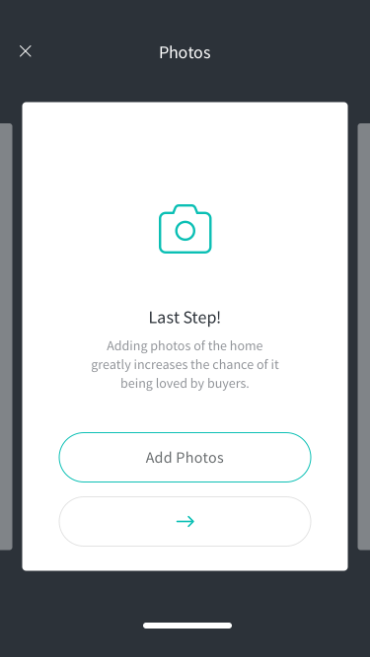 Photos
Last Step!
Adding photos of the home
greatly increases the chance of it
being loved by buyers.
Add Photos